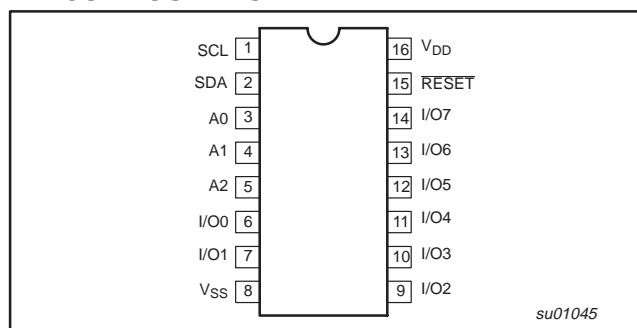 SCL 1 16 VDD
SDA 2 15 RESET
A0 3 14 I/O7
A1 4 13 I/O6
A2 5 12 I/O5
I/O0 6 11 I/O4
I/O1 7 10 I/O3
VSS 8 9 I/O2
su01045